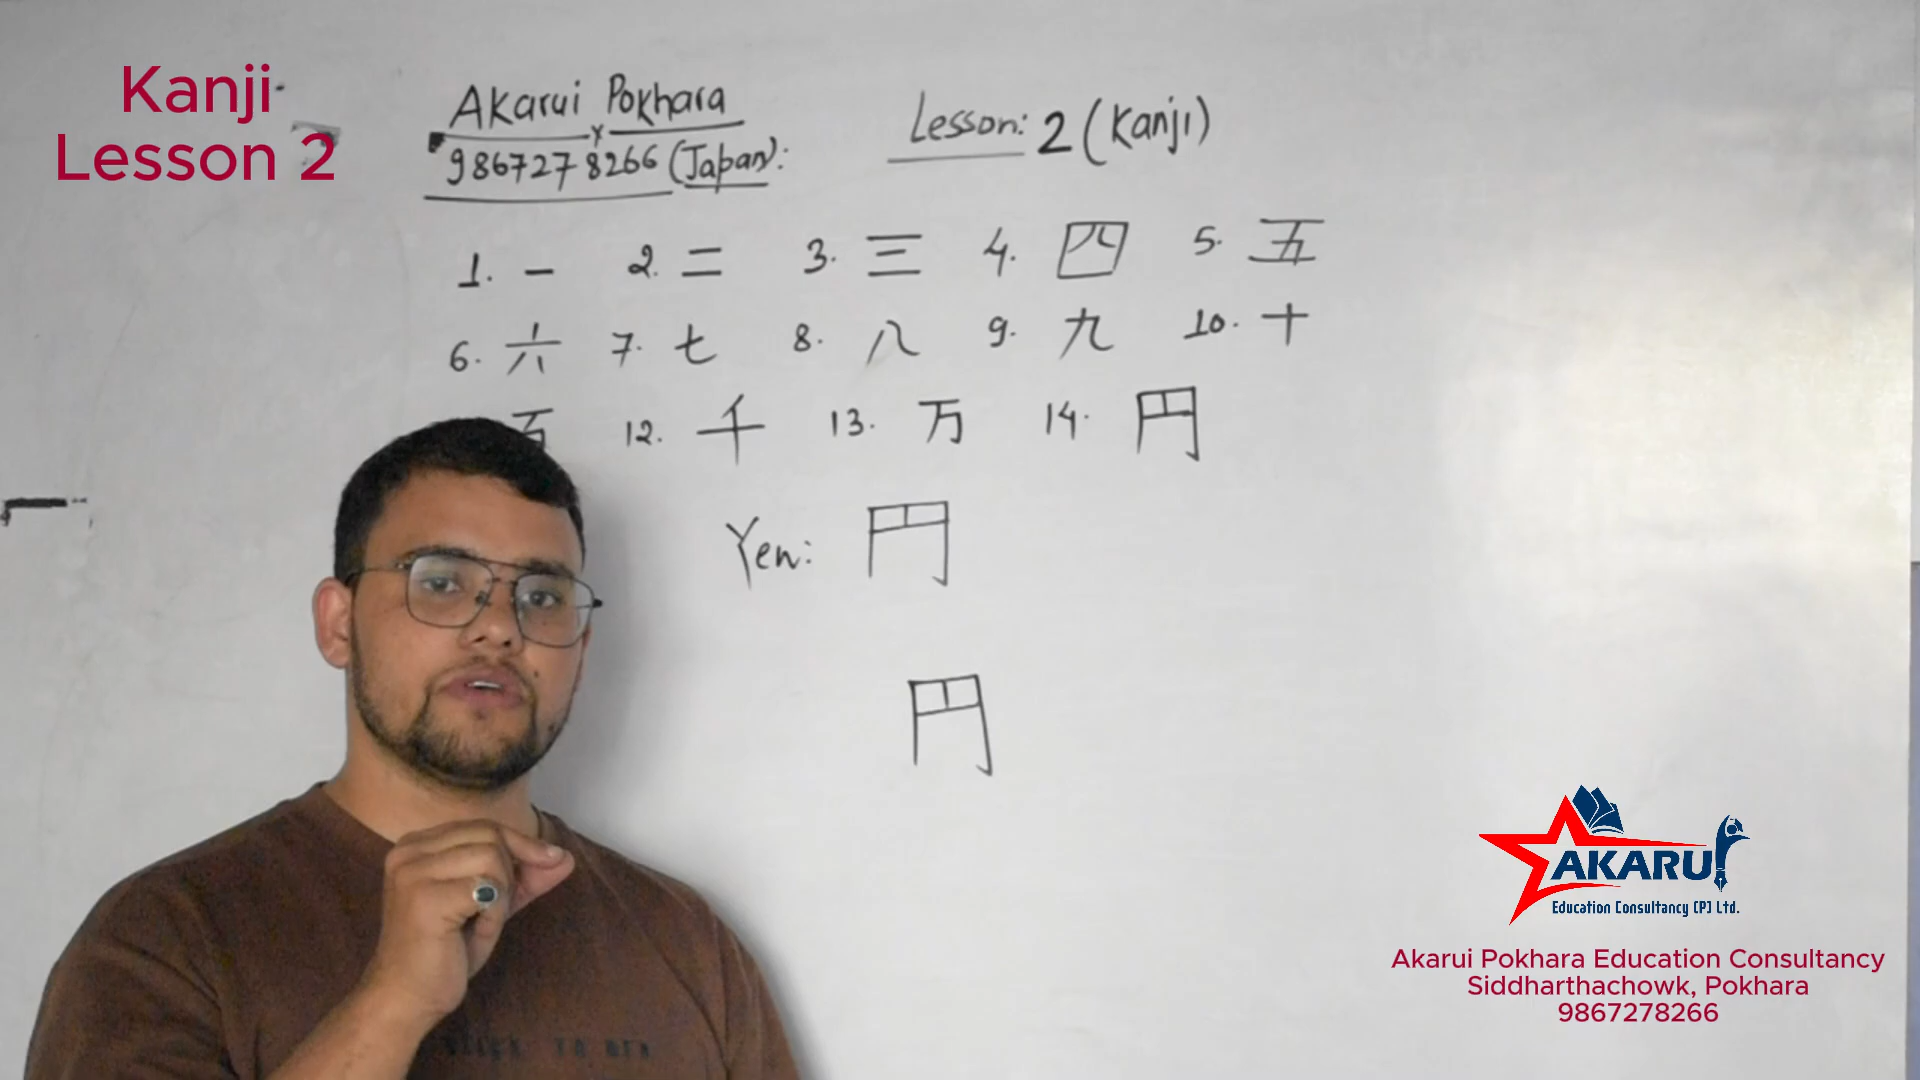 Kanji
Lesson 2
Akarui Pokhara
9867278266 (Japan):
Lesson: 2 (Kanji)
1. 一 2. 二 3. 三 4. 四 5. 五
6. 六 7. 七 8. 八 9. 九 10. 十
百 12. 千 13. 万 14. 円
Yen: 円
円
AKARUI
Education Consultancy (P) Ltd.
Akarui Pokhara Education Consultancy
Siddharthachowk, Pokhara
9867278266